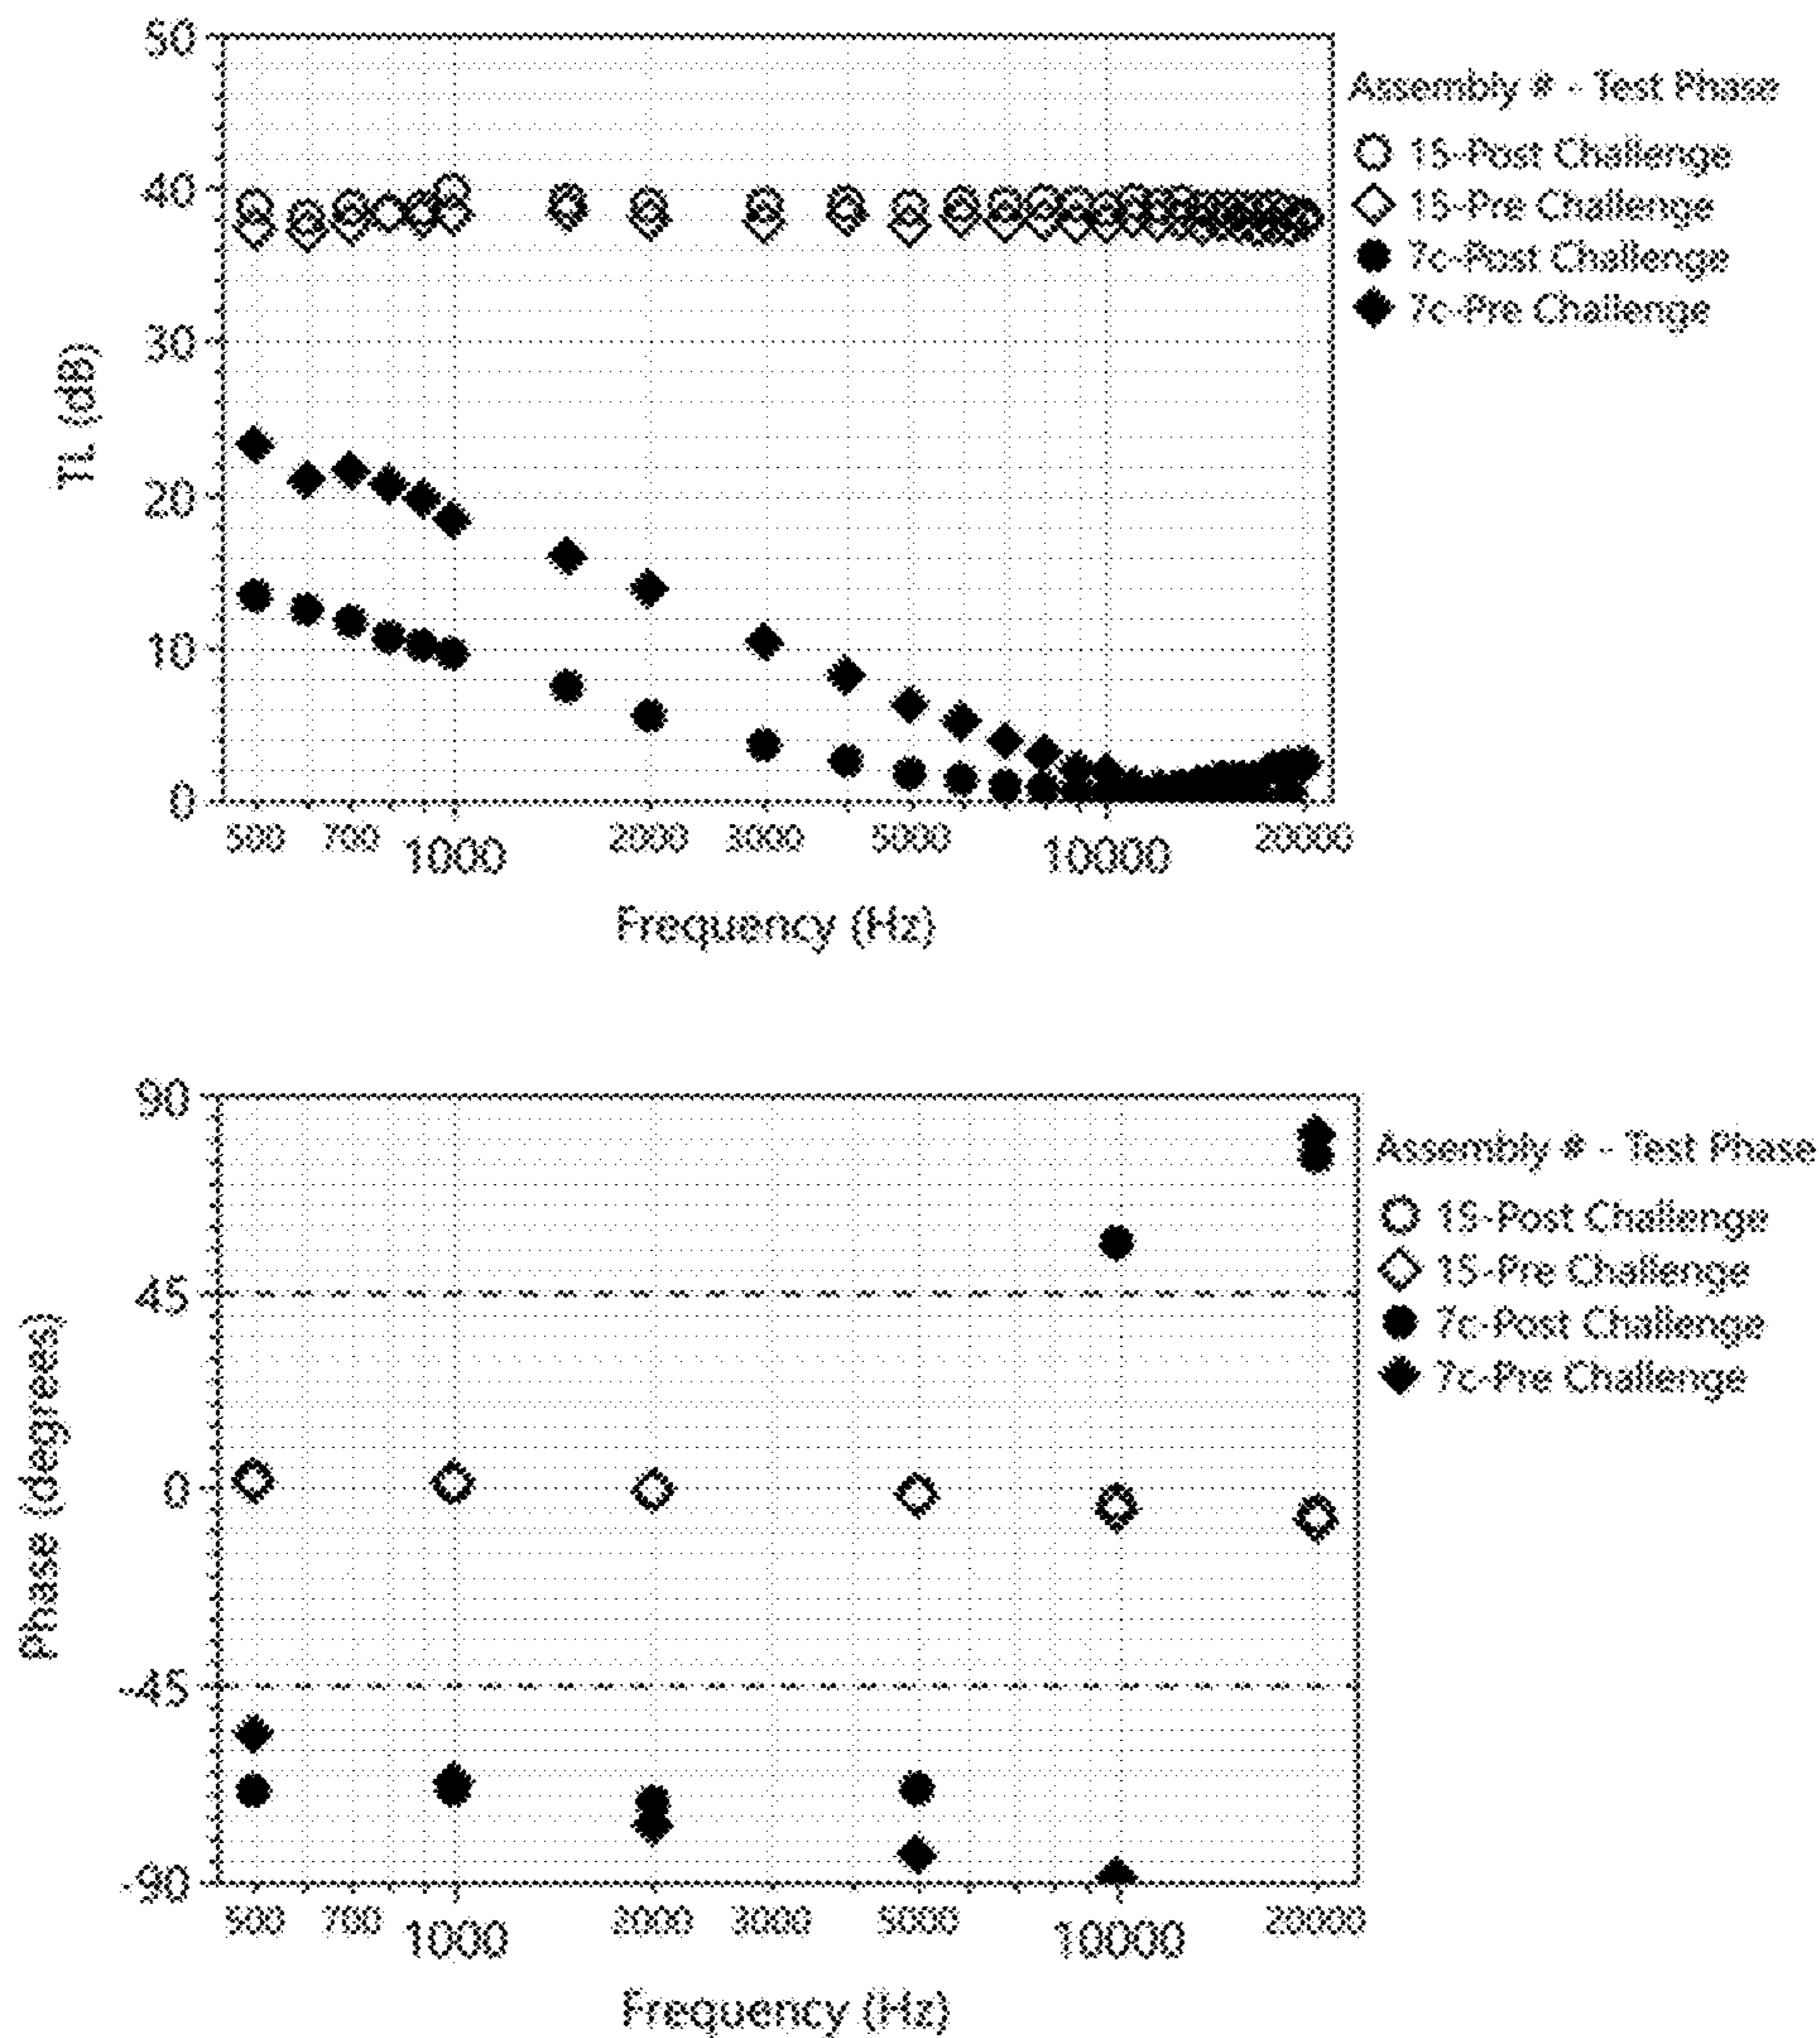 50
40
30
20
10
0
TL (dB)
500 700 1000 2000 3000 5000 10000 20000
Frequency (Hz)
Assembly # - Test Phase
15-Post Challenge
15-Pre Challenge
7c-Post Challenge
7c-Pre Challenge
90
45
0
-45
-90
Phase (degrees)
500 700 1000 2000 3000 5000 10000 20000
Frequency (Hz)
Assembly # - Test Phase
15-Post Challenge
15-Pre Challenge
7c-Post Challenge
7c-Pre Challenge